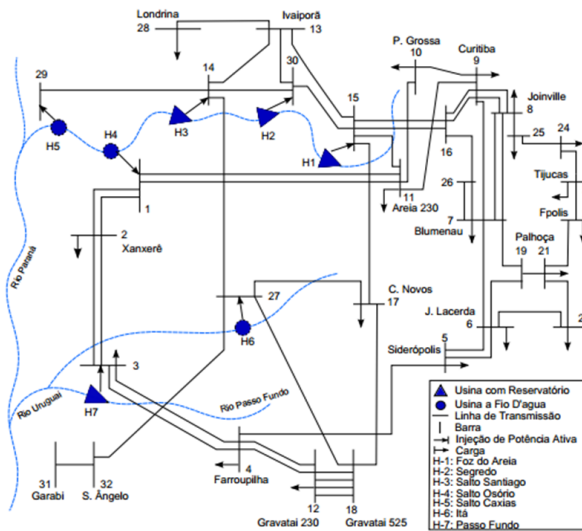 Londrina
28
Ivaiporã
13
P. Grossa
10
Curitiba
9
29
14
30
15
Joinville
8
H5
H4
H3
H2
H1
16
25
24
26
Tijucas
1
11
Areia 230
7
Blumenau
Fpolis
2
Xanxerê
Palhoça
19
21
Rio Paraná
C. Novos
17
27
J. Lacerda
6
2
H6
Siderópolis
5
3
Rio Uruguai
H7
Rio Passo Fundo
4
Farroupilha
31
Garabi
32
S. Ângelo
12
Gravatai 230
18
Gravatai 525
Usina com Reservatório
Usina a Fio D'agua
Linha de Transmissão
Barra
Injeção de Potência Ativa
Carga
H-1: Foz do Areia
H-2: Segredo
H-3: Salto Santiago
H-4: Salto Osório
H-5: Salto Caxias
H-6: Itá
H-7: Passo Fundo